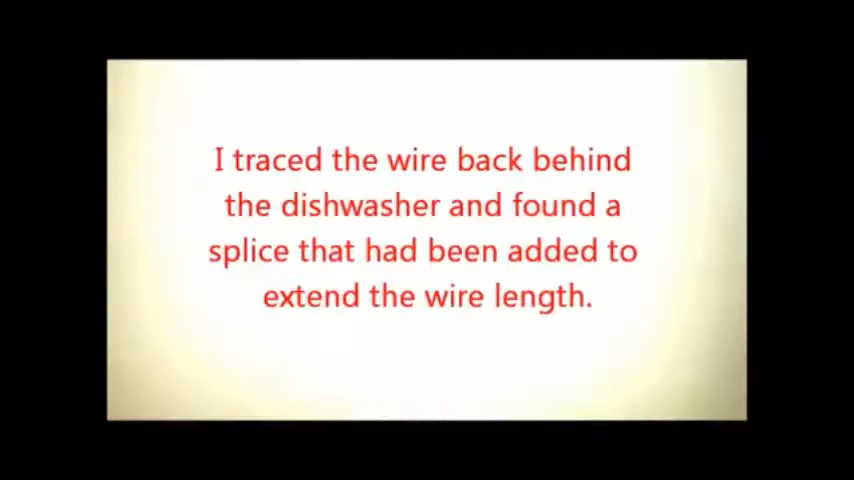 I traced the wire back behind
the dishwasher and found a
splice that had been added to
extend the wire length.